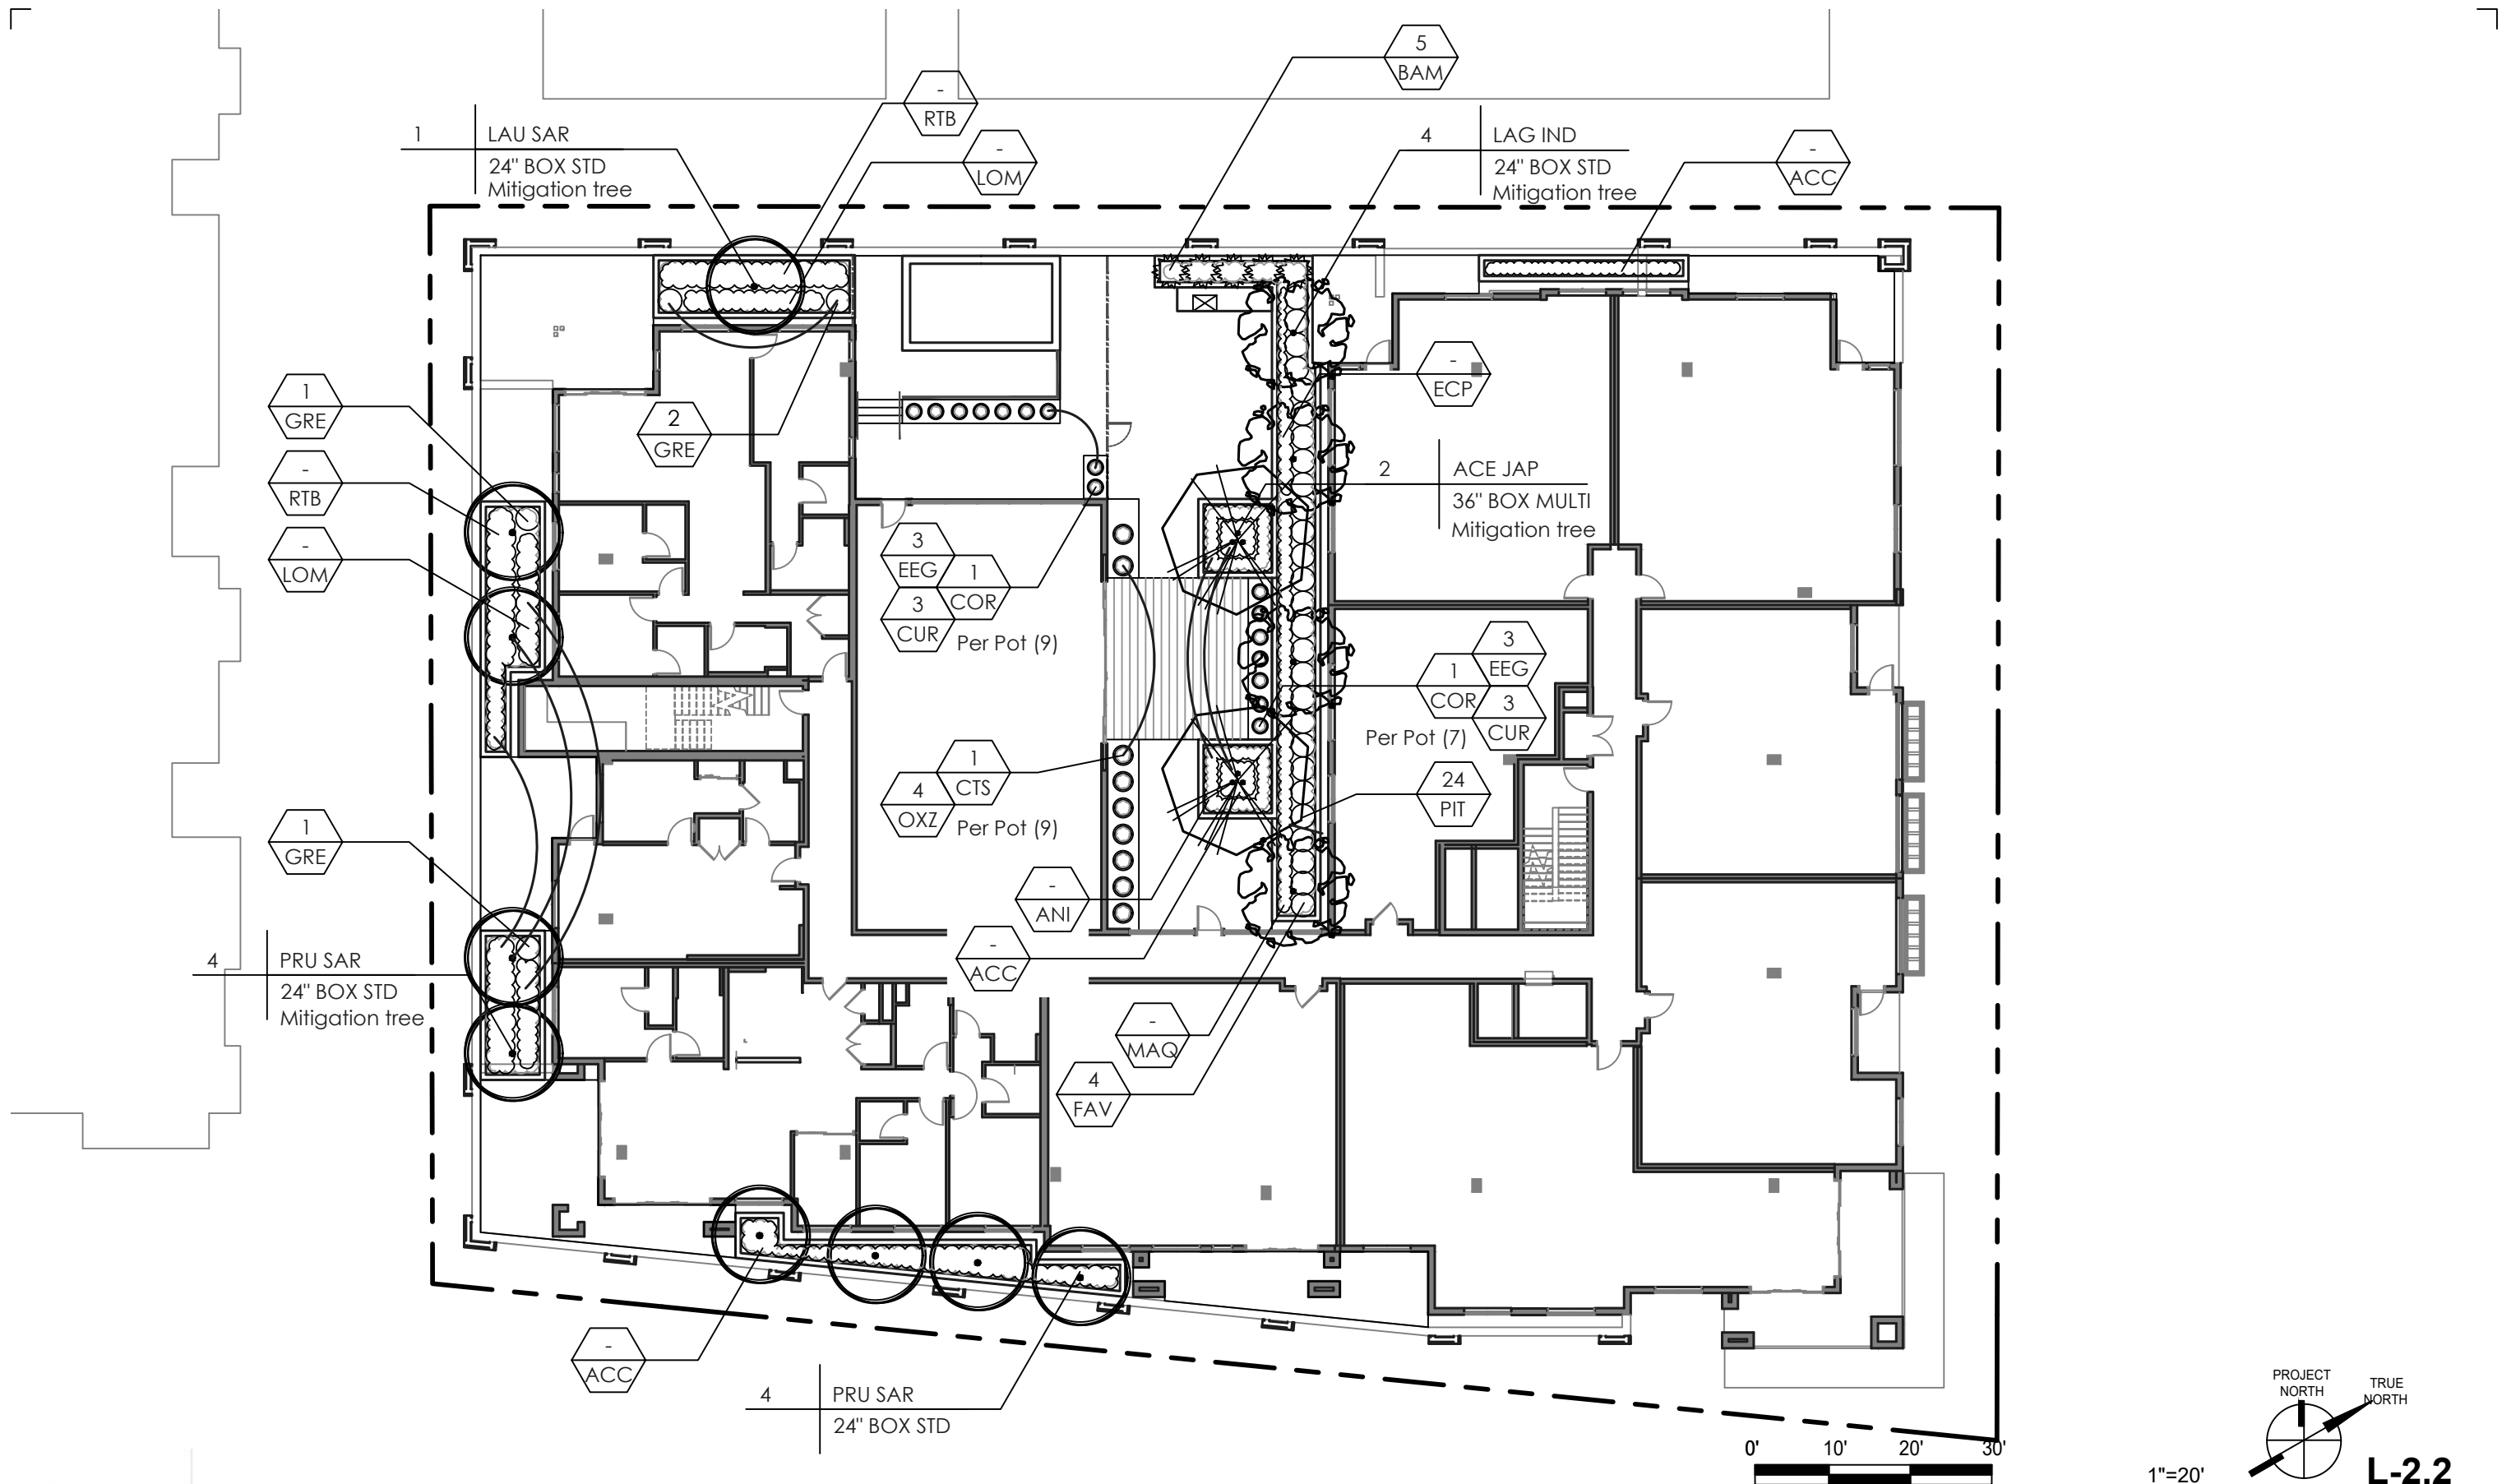 5
BAM
-
RTB
1
LAU SAR
24" BOX STD
Mitigation tree
-
LOM
4
LAG IND
24" BOX STD
Mitigation tree
-
ACC
1
GRE
2
GRE
-
ECP
-
RTB
2
ACE JAP
36" BOX MULTI
Mitigation tree
-
LOM
3
EEG
1
COR
3
CUR
Per Pot (9)
3
EEG
1
COR
3
CUR
Per Pot (7)
1
CTS
4
OXZ
Per Pot (9)
24
PIT
1
GRE
-
ANI
-
ACC
4
PRU SAR
24" BOX STD
Mitigation tree
-
MAQ
4
FAV
-
ACC
4
PRU SAR
24" BOX STD
PROJECT
NORTH
TRUE
NORTH
0'
10'
20'
30'
1"=20'
L-2.2